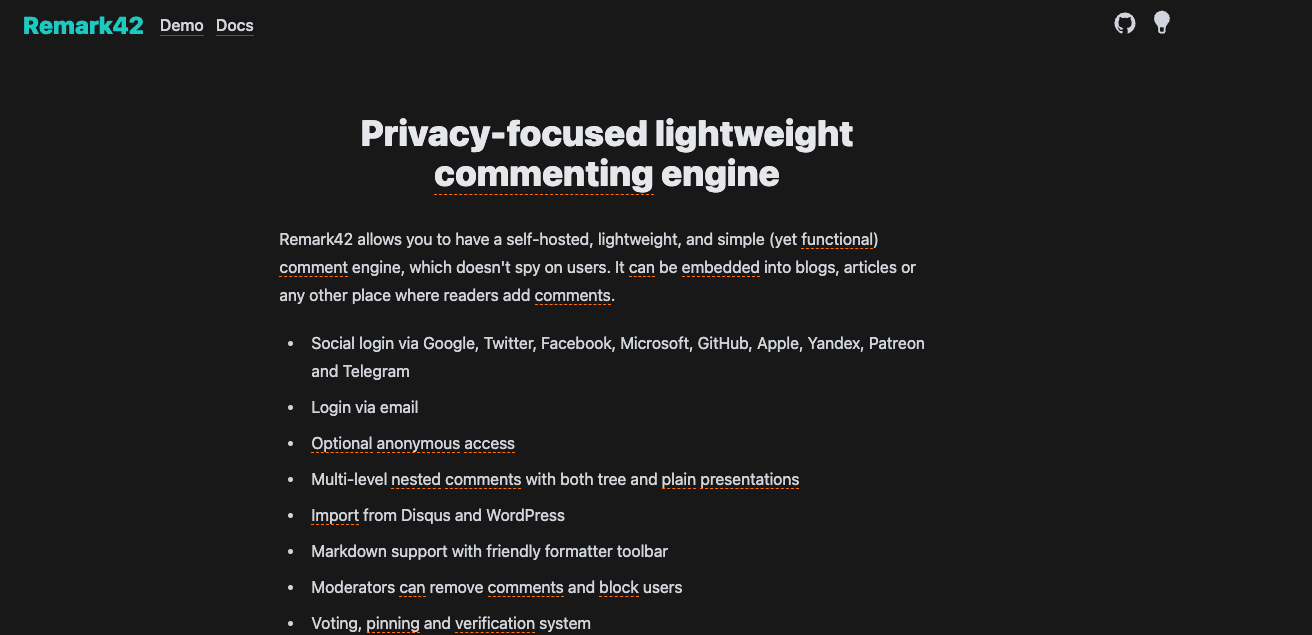 Remark42 Demo Docs
Privacy-focused lightweight
commenting engine
Remark42 allows you to have a self-hosted, lightweight, and simple (yet functional)
comment engine, which doesn't spy on users. It can be embedded into blogs, articles or
any other place where readers add comments.
• Social login via Google, Twitter, Facebook, Microsoft, GitHub, Apple, Yandex, Patreon
and Telegram
• Login via email
• Optional anonymous access
• Multi-level nested comments with both tree and plain presentations
• Import from Disqus and WordPress
• Markdown support with friendly formatter toolbar
• Moderators can remove comments and block users
• Voting, pinning and verification system